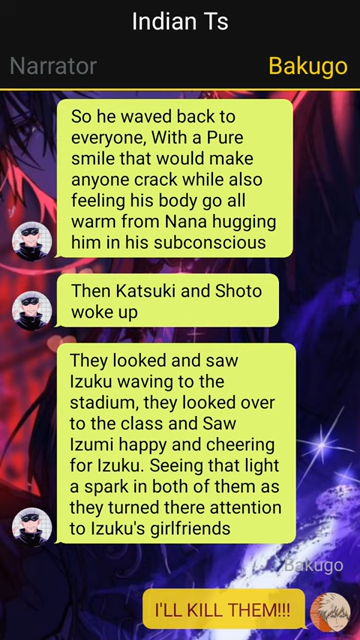 Indian Ts
Narrator
Bakugo
So he waved back to
everyone, With a Pure
smile that would make
anyone crack while also
feeling his body go all
warm from Nana hugging
him in his subconscious
Then Katsuki and Shoto
woke up
They looked and saw
Izuku waving to the
stadium, they looked over
to the class and Saw
Izumi happy and cheering
for Izuku. Seeing that light
a spark in both of them as
they turned there attention
to Izuku's girlfriends
Bakugo
I'LL KILL THEM!!!